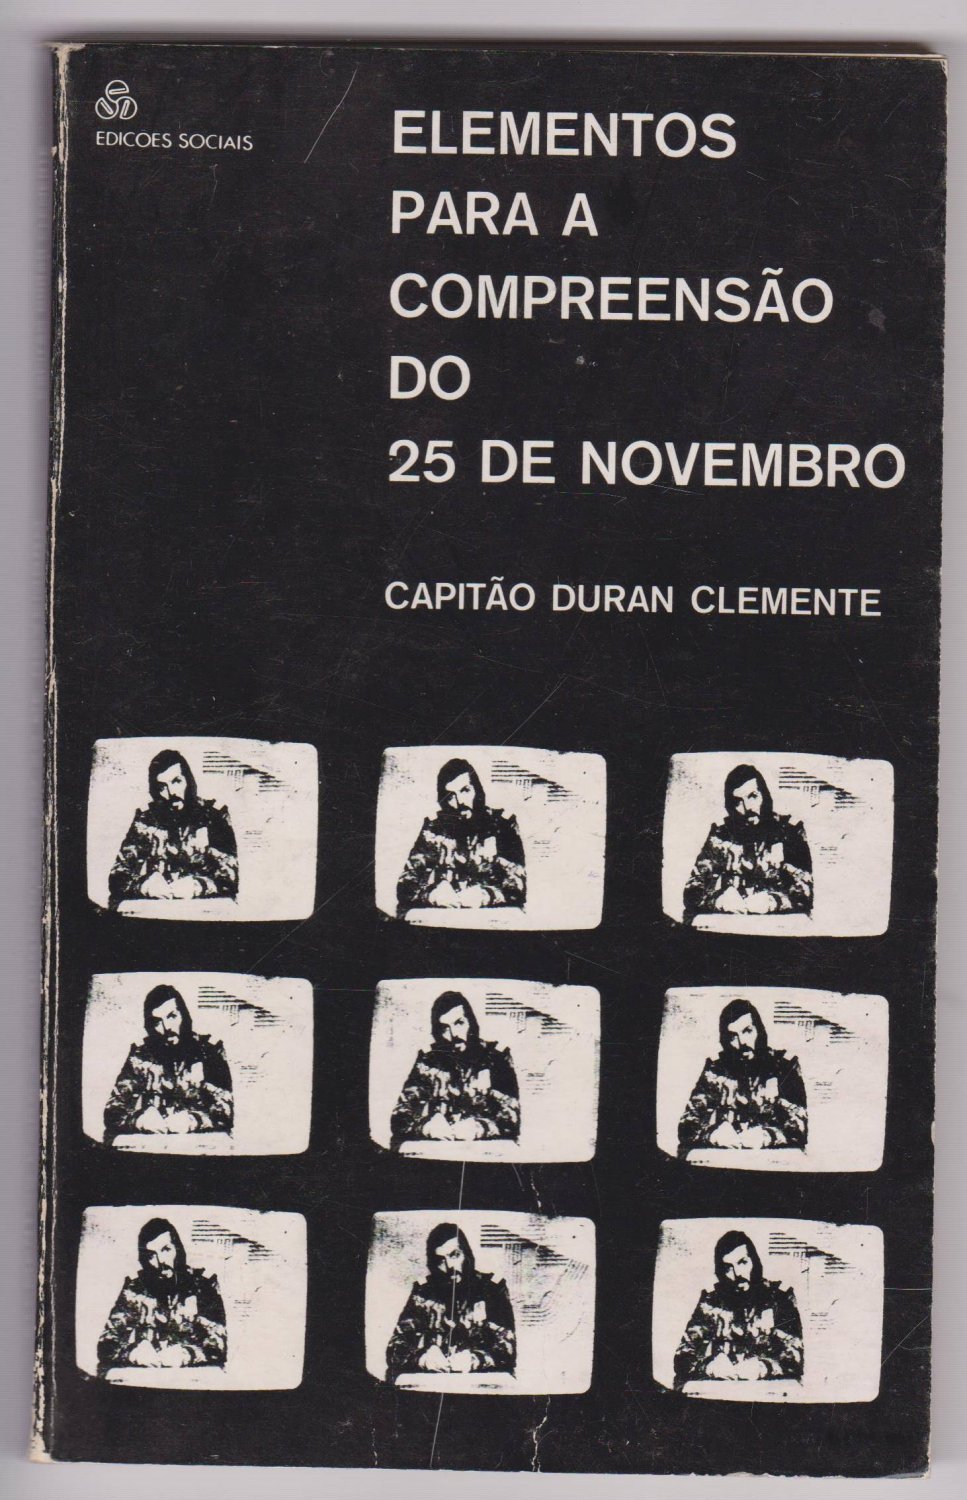 EDICOES SOCIAIS
ELEMENTOS
PARA A
COMPREENSÃO
DO
25 DE NOVEMBRO
CAPITÃO DURAN CLEMENTE